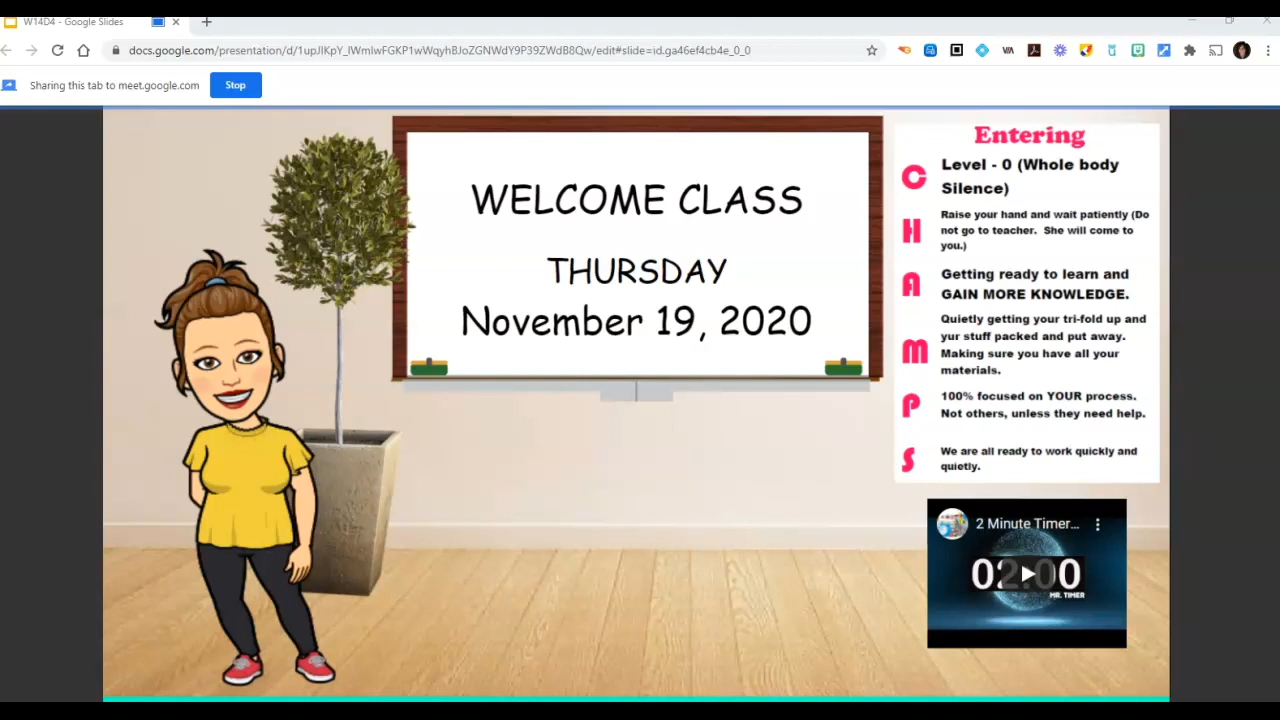 W14D4 - Google Slides
docs.google.com/presentation/d/1upJlKpY_lWmlwFGKP1wWqyhBJoZGNWdY9P39ZWdB8Qw/edit#slide=id.ga46ef4cb4e_0_0
VIA
Sharing this tab to meet.google.com
Stop
WELCOME CLASS
THURSDAY
November 19, 2020
Entering
C
Level - 0 (Whole body
Silence)
H
Raise your hand and wait patiently (Do
not go to teacher. She will come to
you.)
A
Getting ready to learn and
GAIN MORE KNOWLEDGE.
M
Quietly getting your tri-fold up and
yur stuff packed and put away.
Making sure you have all your
materials.
P
100% focused on YOUR process.
Not others, unless they need help.
S
We are all ready to work quickly and
quietly.
2 Minute Timer...
02:00
MR. TIMER